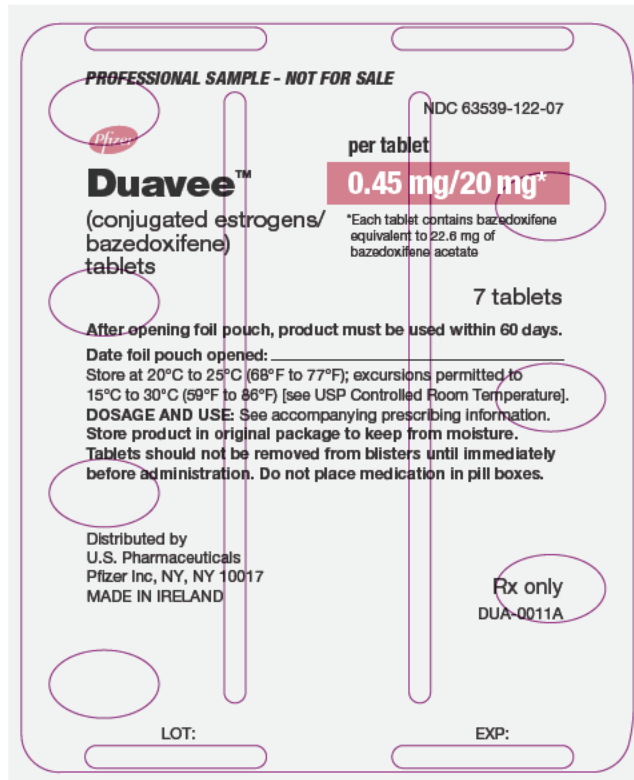 PROFESSIONAL SAMPLE - NOT FOR SALE
NDC 63539-122-07
Pfizer
per tablet
Duavee™
0.45 mg/20 mg*
(conjugated estrogens/
bazedoxifene)
tablets
*Each tablet contains bazedoxifene
equivalent to 22.6 mg of
bazedoxifene acetate
7 tablets
After opening foil pouch, product must be used within 60 days.
Date foil pouch opened:
Store at 20°C to 25°C (68°F to 77°F); excursions permitted to
15°C to 30°C (59°F to 86°F) [see USP Controlled Room Temperature].
DOSAGE AND USE: See accompanying prescribing information.
Store product in original package to keep from moisture.
Tablets should not be removed from blisters until immediately
before administration. Do not place medication in pill boxes.
Distributed by
U.S. Pharmaceuticals
Pfizer Inc, NY, NY 10017
MADE IN IRELAND
Rx only
DUA-0011A
LOT:
EXP: